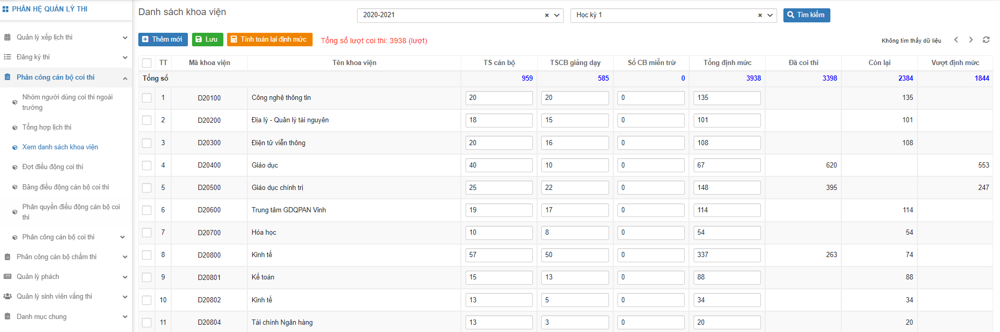 PHÂN HỆ QUẢN LÝ THI
Quản lý xếp lịch thi
Đăng ký thi
Phân công cán bộ coi thi
Nhóm người dùng coi thi ngoài
trường
Tổng hợp lịch thi
Xem danh sách khoa viện
Đợt điều động coi thi
Bảng điều động cán bộ coi thi
Phân quyền điều động cán bộ coi
thi
Phân công cán bộ coi thi
Phân công cán bộ chấm thi
Quản lý phách
Quản lý sinh viên vắng thi
Danh mục chung
Danh sách khoa viện
2020-2021
Học kỳ 1
Tìm kiếm
Thêm mới
Lưu
Tính toán lại định mức
Tổng số lượt coi thi: 3938 (lượt)
Không tìm thấy dữ liệu
TT Mã khoa viện Tên khoa viện TS cán bộ TSCB giảng dạy Số CB miễn trừ Tổng định mức Đã coi thi Còn lại Vượt định mức
Tổng số 959 585 0 3938 3398 2384 1844
1 D20100 Công nghệ thông tin 20 20 0 135 135
2 D20200 Địa lý - Quản lý tài nguyên 18 15 0 101 101
3 D20300 Điện tử viễn thông 20 16 0 108 108
4 D20400 Giáo dục 40 10 0 67 620 553
5 D20500 Giáo dục chính trị 25 22 0 148 395 247
6 D20600 Trung tâm GDQPAN Vinh 19 17 0 114 114
7 D20700 Hóa học 10 8 0 54 54
8 D20800 Kinh tế 57 50 0 337 263 74
9 D20801 Kế toán 15 13 0 88 88
10 D20802 Kinh tế 13 5 0 34 34
11 D20804 Tài chính Ngân hàng 13 3 0 20 20